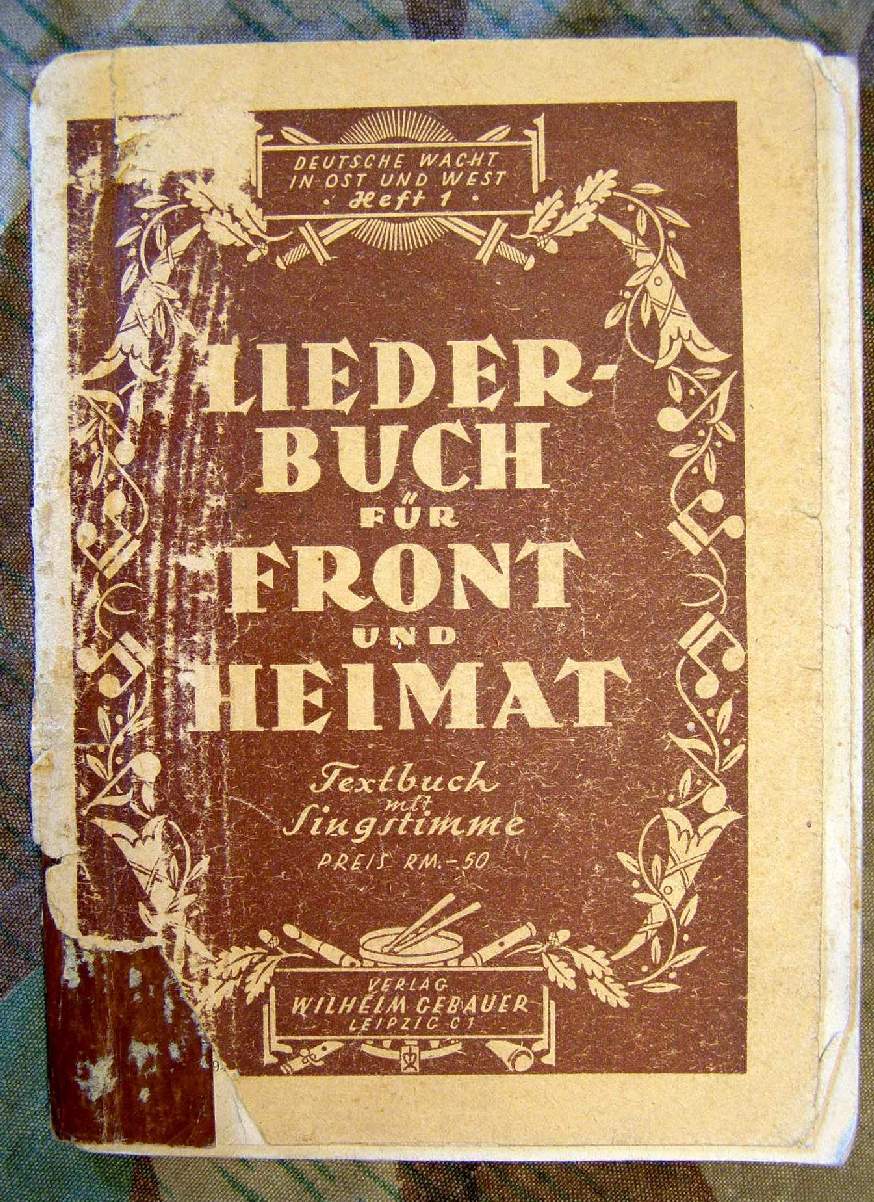 DEUTSCHE WACHT
IN OST UND WEST
· Heft 1 ·
LIEDER-
BUCH
FÜR
FRONT
UND
HEIMAT
Textbuch
mit
Singstimme
PREIS RM.-50
VERLAG
WILHELM GEBAUER
LEIPZIG C1